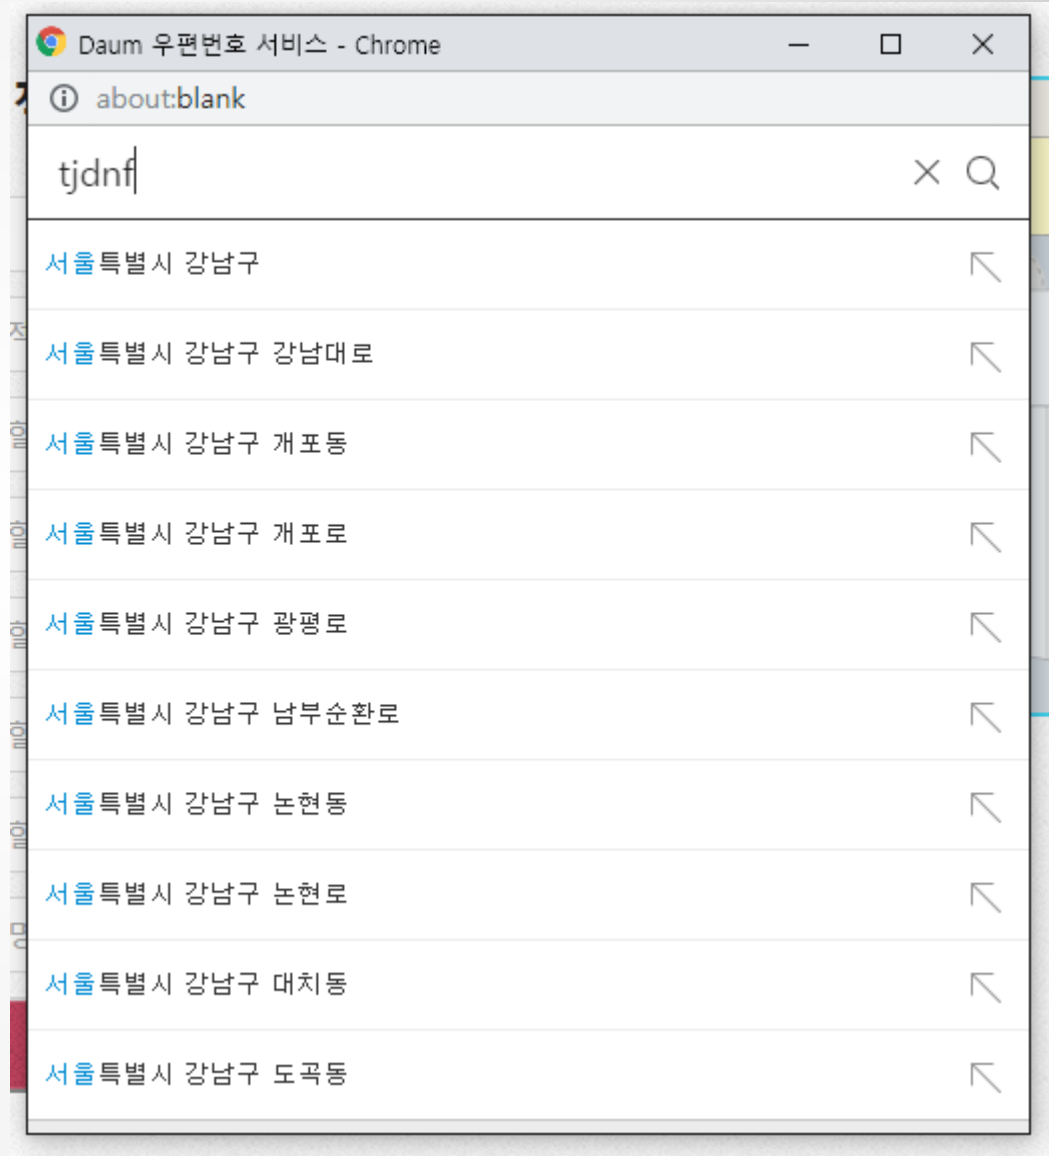 Daum 우편번호 서비스 - Chrome
about:blank
tjdnf
서울특별시 강남구
서울특별시 강남구 강남대로
서울특별시 강남구 개포동
서울특별시 강남구 개포로
서울특별시 강남구 광평로
서울특별시 강남구 남부순환로
서울특별시 강남구 논현동
서울특별시 강남구 논현로
서울특별시 강남구 대치동
서울특별시 강남구 도곡동